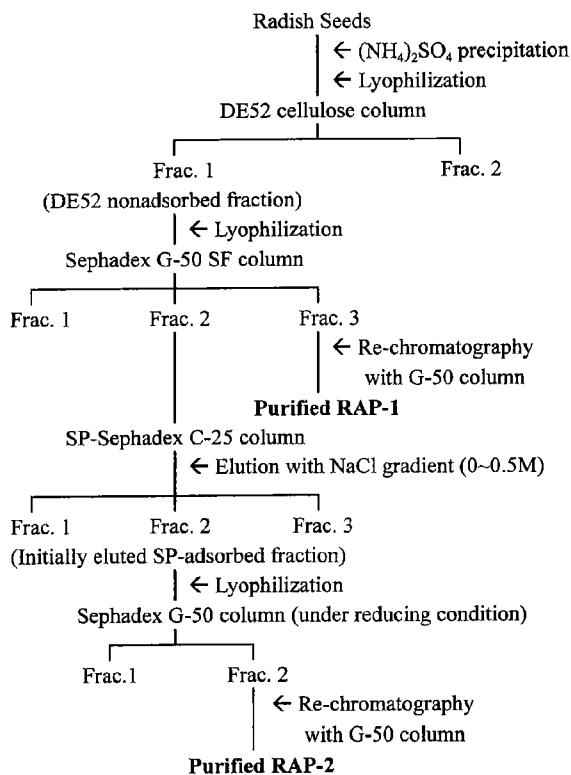 Radish Seeds
← (NH₄)₂SO₄ precipitation
← Lyophilization
DE52 cellulose column
Frac. 1 Frac. 2
(DE52 nonadsorbed fraction)
← Lyophilization
Sephadex G-50 SF column
Frac. 1 Frac. 2 Frac. 3
← Re-chromatography
with G-50 column
Purified RAP-1
SP-Sephadex C-25 column
← Elution with NaCl gradient (0~0.5M)
Frac. 1 Frac. 2 Frac. 3
(Initially eluted SP-adsorbed fraction)
← Lyophilization
Sephadex G-50 column (under reducing condition)
Frac.1 Frac. 2
← Re-chromatography
with G-50 column
Purified RAP-2